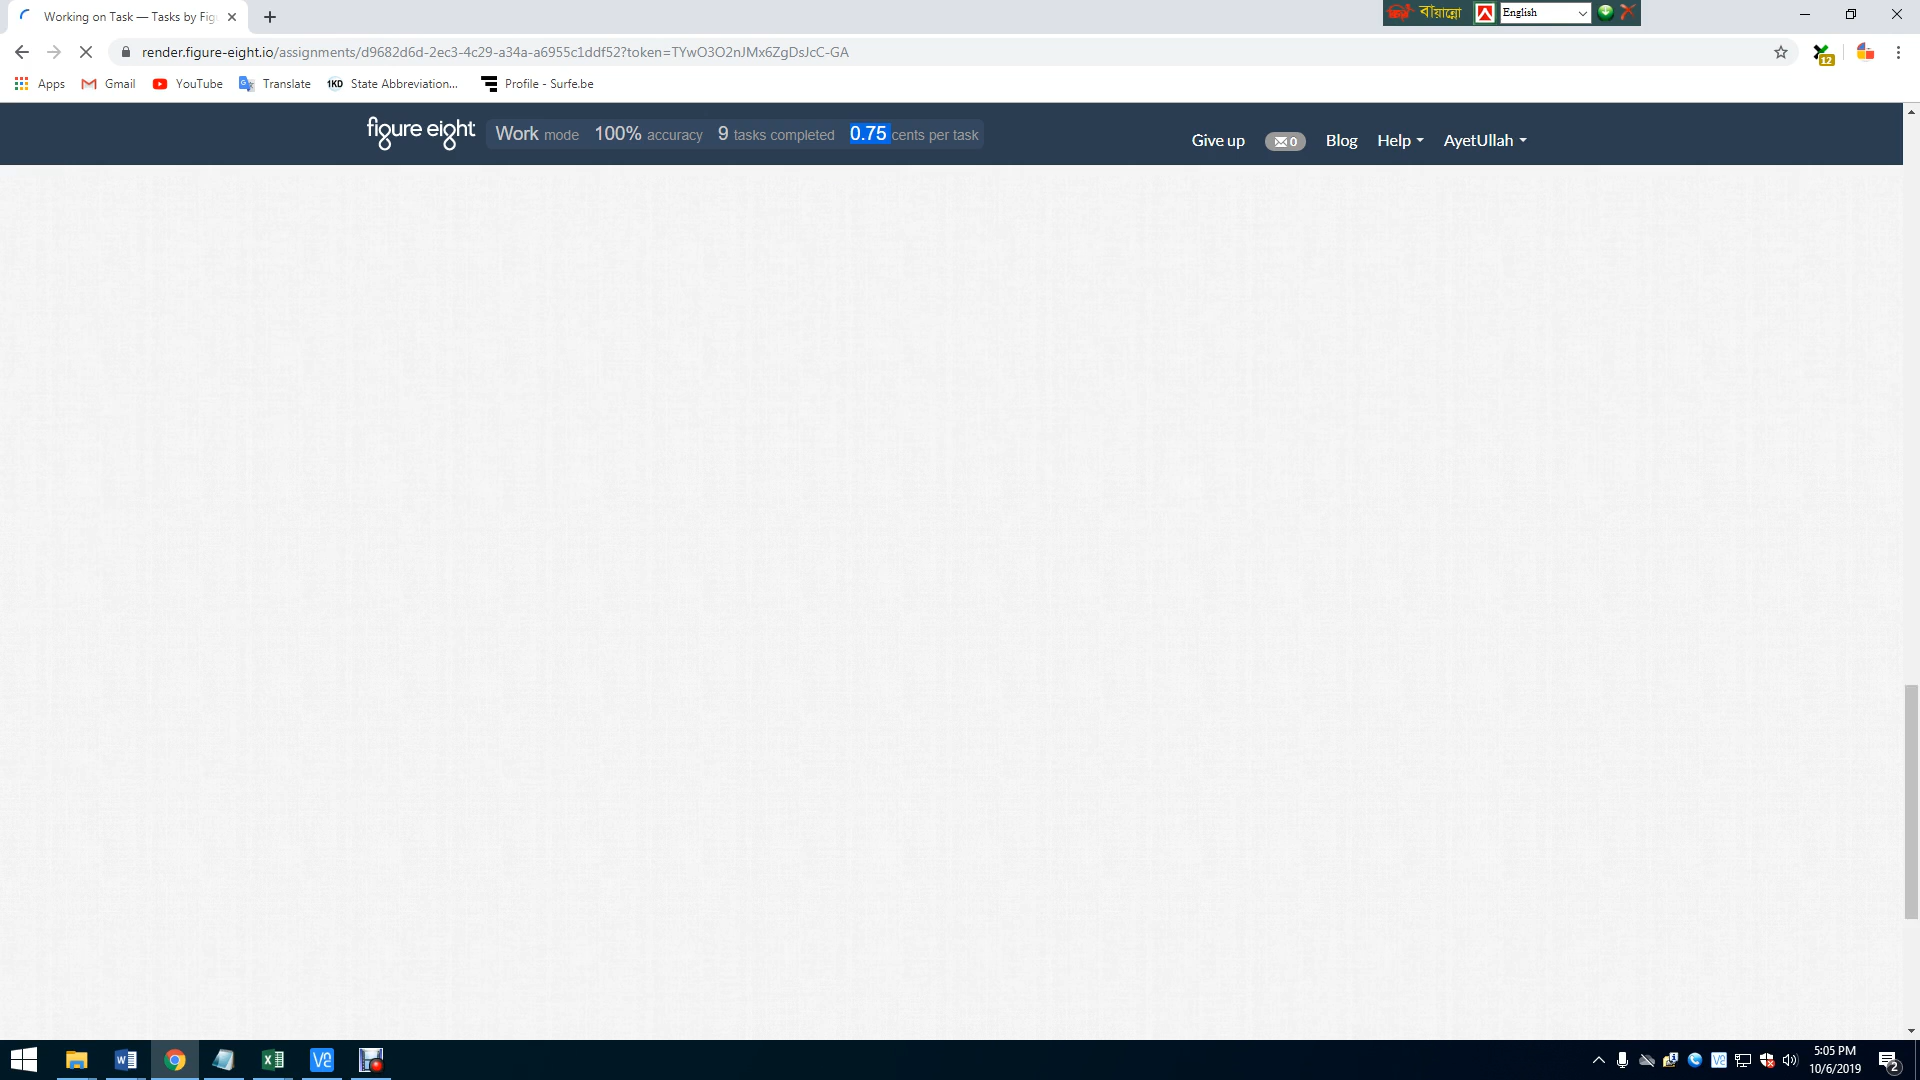 Working on Task — Tasks by Fig
বায়ান্নো
English
render.figure-eight.io/assignments/d9682d6d-2ec3-4c29-a34a-a6955c1ddf52?token=TYwO3O2nJMx6ZgDsJcC-GA
12
Apps
Gmail
YouTube
Translate
1KD State Abbreviation...
Profile - Surfe.be
figure eight
Work mode 100% accuracy 9 tasks completed 0.75 cents per task
Give up
0
Blog
Help
AyetUllah
5:05 PM
10/6/2019
2